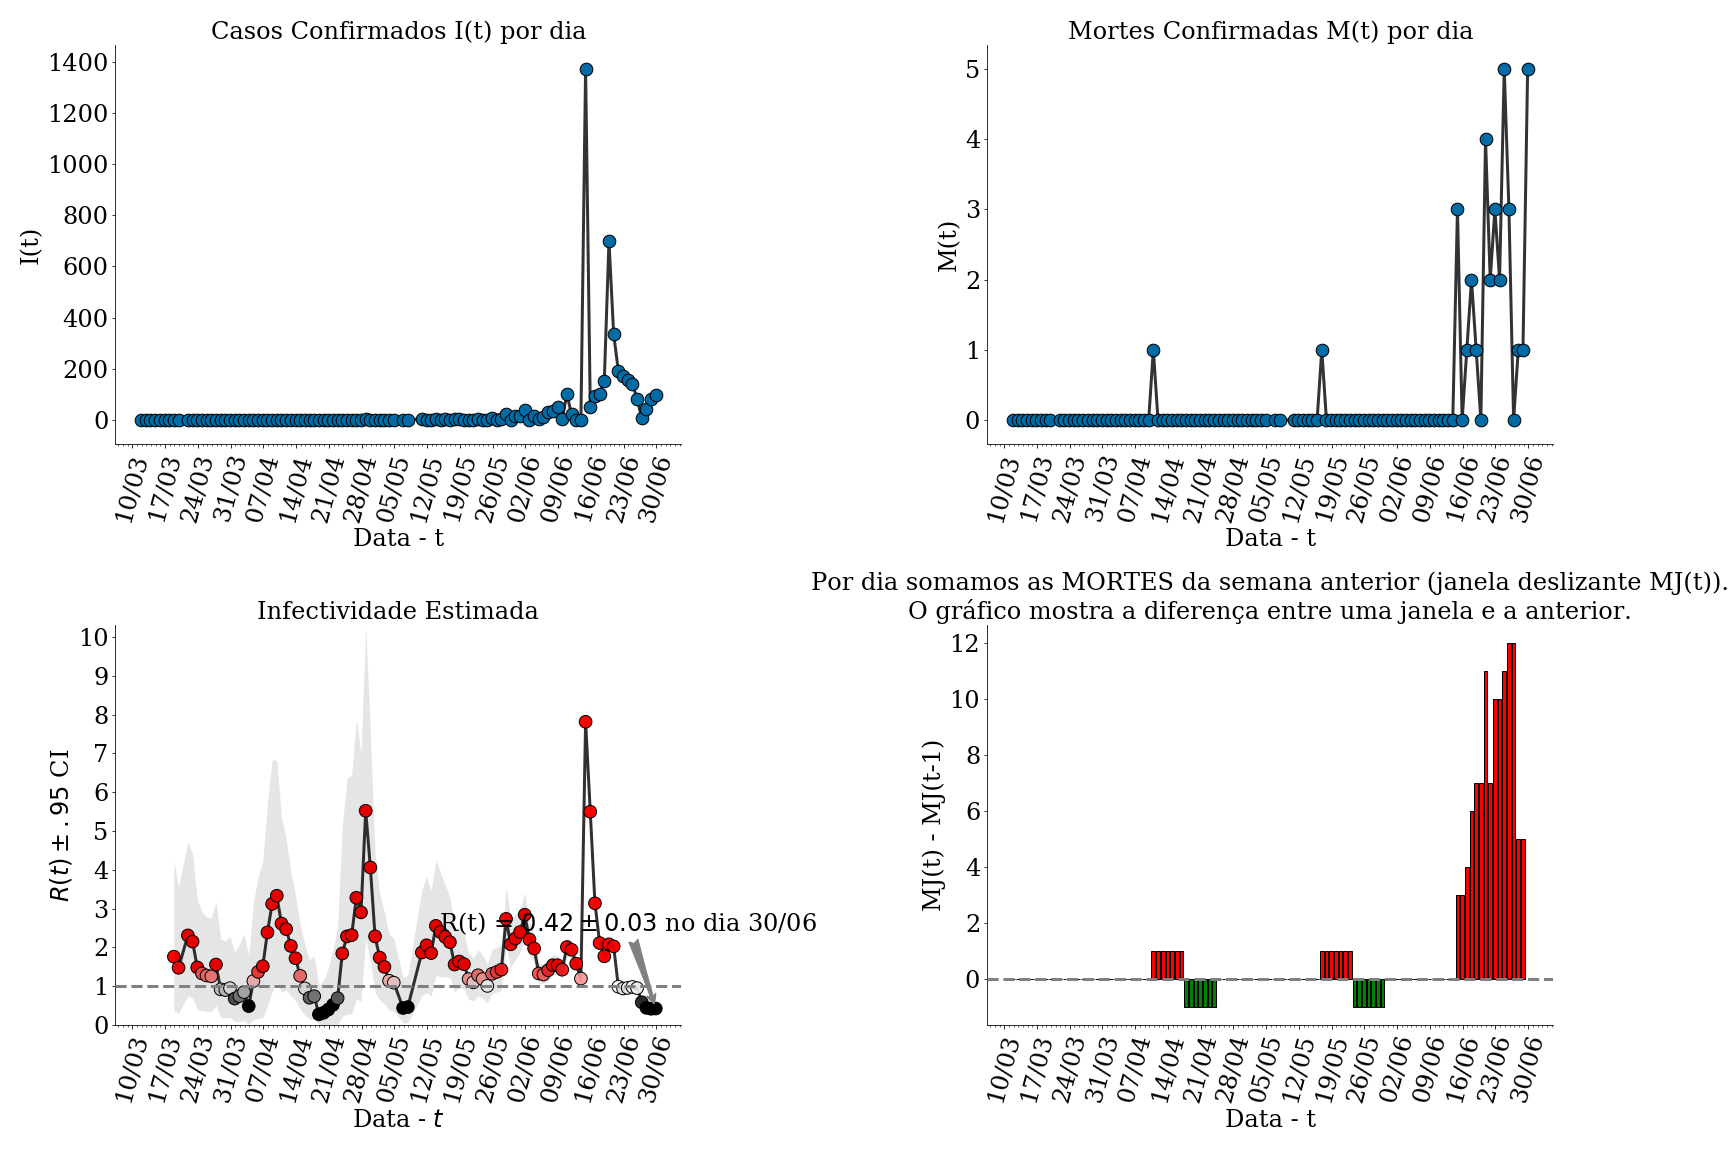 Casos Confirmados I(t) por dia
I(t)
1400
1200
1000
800
600
400
200
0
10/03 17/03 24/03 31/03 07/04 14/04 21/04 28/04 05/05 12/05 19/05 26/05 02/06 09/06 16/06 23/06 30/06
Data - t
Mortes Confirmadas M(t) por dia
M(t)
5
4
3
2
1
0
10/03 17/03 24/03 31/03 07/04 14/04 21/04 28/04 05/05 12/05 19/05 26/05 02/06 09/06 16/06 23/06 30/06
Data - t
Infectividade Estimada
R(t) ± .95 CI
10
9
8
7
6
5
4
3
2
1
0
R(t) = 0.42 ± 0.03 no dia 30/06
10/03 17/03 24/03 31/03 07/04 14/04 21/04 28/04 05/05 12/05 19/05 26/05 02/06 09/06 16/06 23/06 30/06
Data - t
Por dia somamos as MORTES da semana anterior (janela deslizante MJ(t)).
O gráfico mostra a diferença entre uma janela e a anterior.
MJ(t) - MJ(t-1)
12
10
8
6
4
2
0
10/03 17/03 24/03 31/03 07/04 14/04 21/04 28/04 05/05 12/05 19/05 26/05 02/06 09/06 16/06 23/06 30/06
Data - t